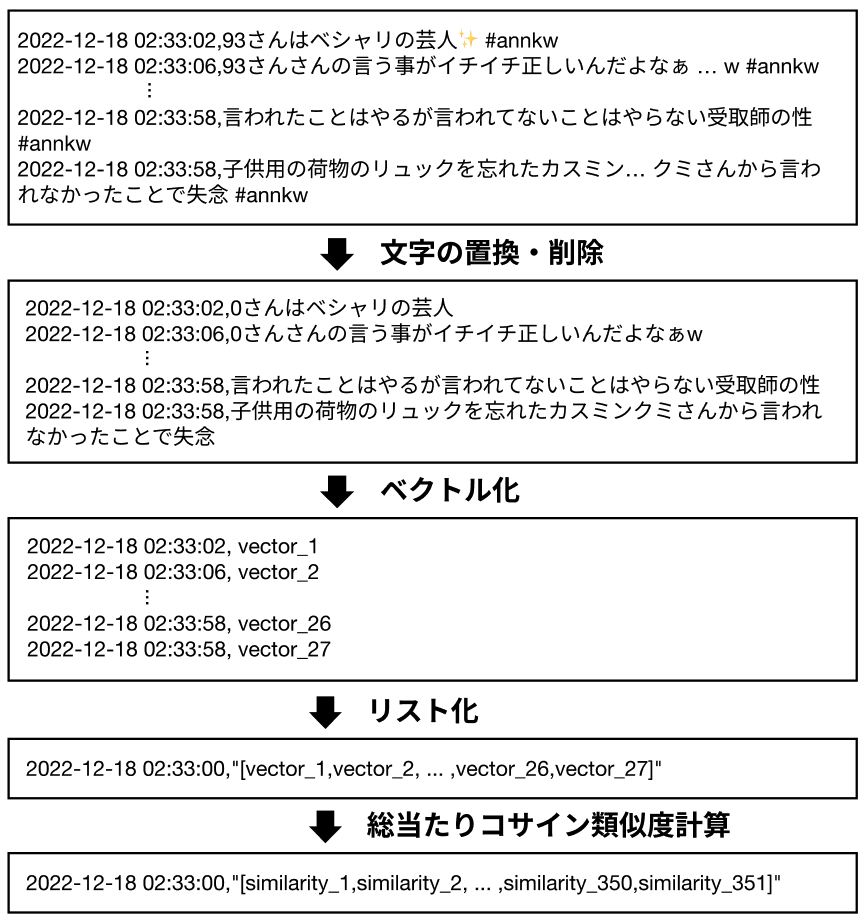 2022-12-18 02:33:02,93さんはベシャリの芸人✨ #annkw
2022-12-18 02:33:06,93さんさんの言う事がイチイチ正しいんだよなぁ … w #annkw
⋮
2022-12-18 02:33:58,言われたことはやるが言われてないことはやらない受取師の性
#annkw
2022-12-18 02:33:58,子供用の荷物のリュックを忘れたカスミン… クミさんから言わ
れなかったことで失念 #annkw
文字の置換・削除
2022-12-18 02:33:02,0さんはベシャリの芸人
2022-12-18 02:33:06,0さんさんの言う事がイチイチ正しいんだよなぁw
⋮
2022-12-18 02:33:58,言われたことはやるが言われてないことはやらない受取師の性
2022-12-18 02:33:58,子供用の荷物のリュックを忘れたカスミンクミさんから言われ
なかったことで失念
ベクトル化
2022-12-18 02:33:02, vector_1
2022-12-18 02:33:06, vector_2
⋮
2022-12-18 02:33:58, vector_26
2022-12-18 02:33:58, vector_27
リスト化
2022-12-18 02:33:00,"[vector_1,vector_2, ... ,vector_26,vector_27]"
総当たりコサイン類似度計算
2022-12-18 02:33:00,"[similarity_1,similarity_2, ... ,similarity_350,similarity_351]"